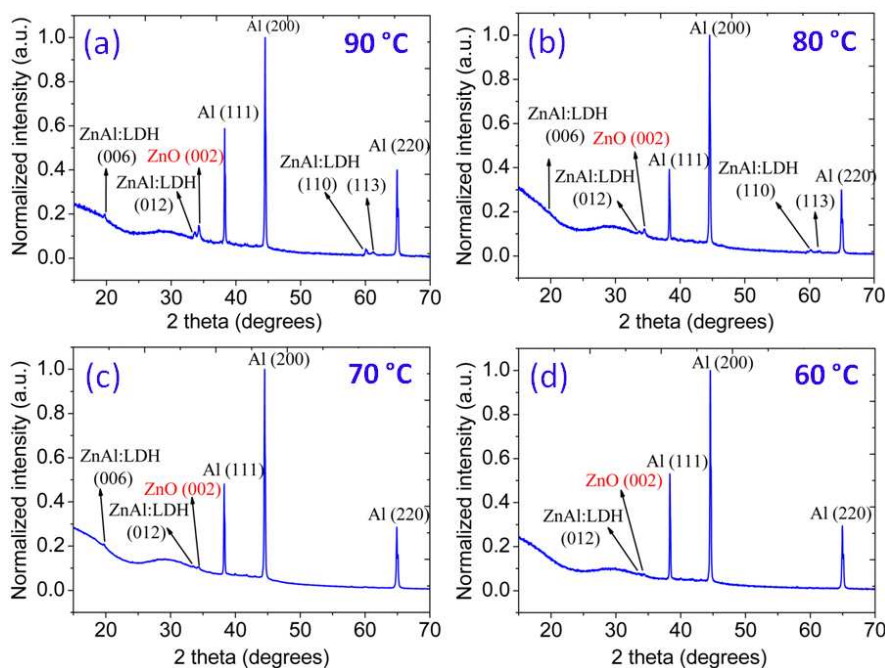 (a)
90 °C
Al (200)
Al (111)
ZnAl:LDH
(006)
ZnO (002)
ZnAl:LDH
(012)
ZnAl:LDH
(110)
(113)
Al (220)
Normalized intensity (a.u.)
1.0
0.8
0.6
0.4
0.2
0.0
20 30 40 50 60 70
2 theta (degrees)
(b)
80 °C
Al (200)
ZnAl:LDH
(006)
ZnO (002)
ZnAl:LDH
(012)
Al (111)
ZnAl:LDH
(110)
(113)
Al (220)
Normalized intensity (a.u.)
1.0
0.8
0.6
0.4
0.2
0.0
20 30 40 50 60 70
2 theta (degrees)
(c)
70 °C
Al (200)
ZnAl:LDH
(006)
ZnO (002)
ZnAl:LDH
(012)
Al (111)
Al (220)
Normalized intensity (a.u.)
1.0
0.8
0.6
0.4
0.2
0.0
20 30 40 50 60 70
2 theta (degrees)
(d)
60 °C
Al (200)
Al (111)
ZnO (002)
ZnAl:LDH
(012)
Al (220)
Normalized intensity (a.u.)
1.0
0.8
0.6
0.4
0.2
0.0
20 30 40 50 60 70
2 theta (degrees)